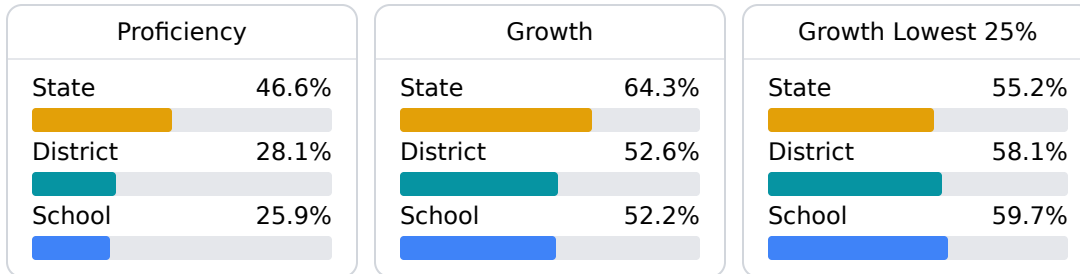 Proficiency
State 46.6%
District 28.1%
School 25.9%
Growth
State 64.3%
District 52.6%
School 52.2%
Growth Lowest 25%
State 55.2%
District 58.1%
School 59.7%